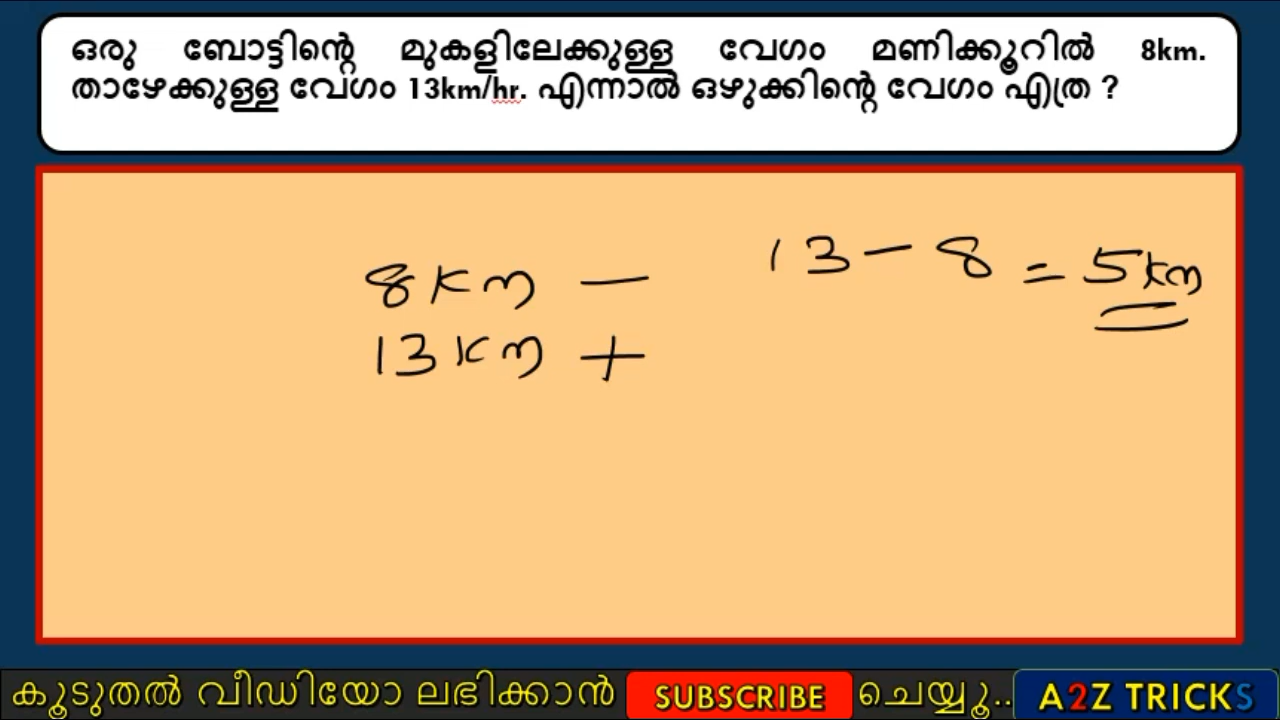 ഒരു ബോട്ടിന്റെ മുകളിലേക്കുള്ള വേഗം മണിക്കൂറിൽ 8km.
താഴേക്കുള്ള വേഗം 13km/hr. എന്നാൽ ഒഴുക്കിന്റെ വേഗം എത്ര ?
13 - 8 = 5km
8km -
13km +
കൂടുതൽ വീഡിയോ ലഭിക്കാൻ SUBSCRIBE ചെയ്യൂ.. A2Z TRICKS